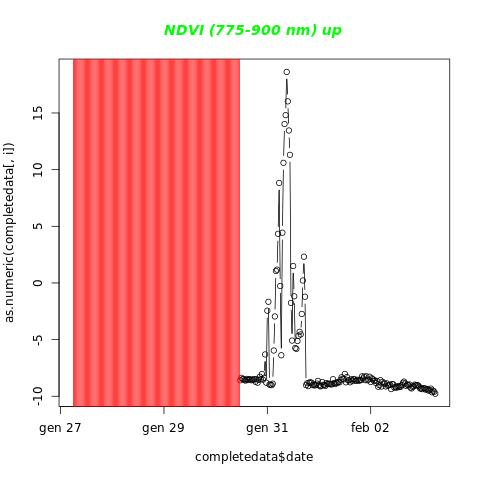 NDVI (775-900 nm) up
as.numeric(completedata[, i])
15
10
5
0
-5
-10
gen 27
gen 29
gen 31
feb 02
completedata$date